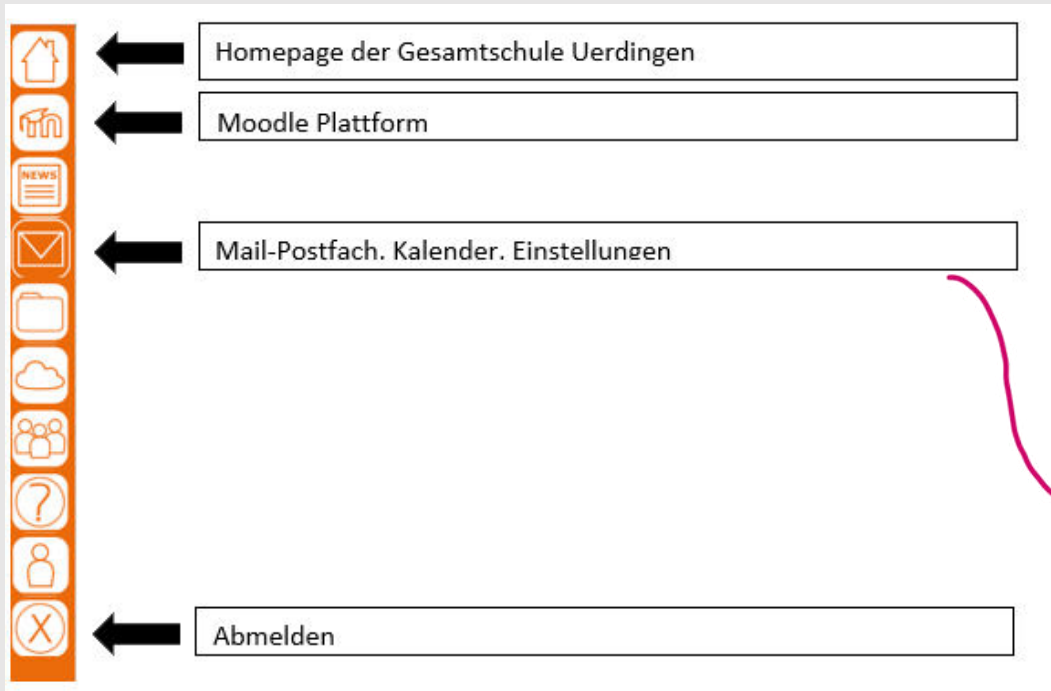 Homepage der Gesamtschule Uerdingen
Moodle Plattform
NEWS
Mail-Postfach. Kalender. Einstellungen
?
X
Abmelden